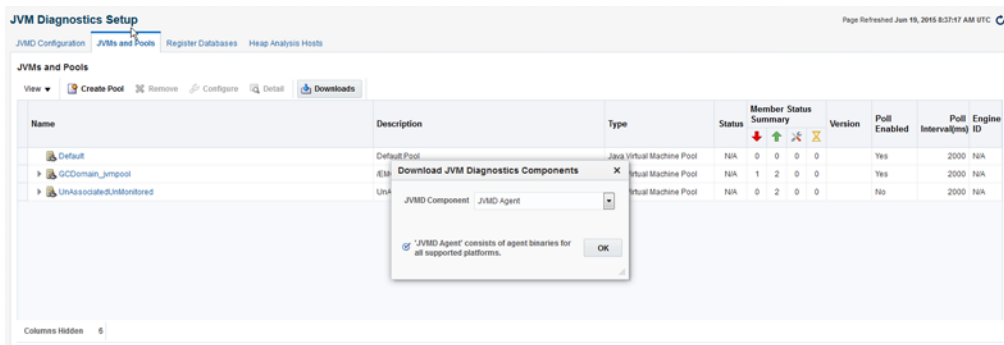 JVM Diagnostics Setup
Page Refreshed Jun 19, 2015 8:37:17 AM UTC
JVMD Configuration JVMs and Pools Register Databases Heap Analysis Hosts
JVMs and Pools
View Create Pool Remove Configure Detail Downloads
Name Description Type Status Member Status Summary Version Poll Enabled Poll Interval(ms) Engine ID
Default Default Pool Java Virtual Machine Pool N/A 0 0 0 0 Yes 2000 N/A
GCDomain_jvmpool /EM Virtual Machine Pool N/A 1 2 0 0 Yes 2000 N/A
UnAssociatedUnMonitored UnA Virtual Machine Pool N/A 0 2 0 0 No 2000 N/A
Download JVM Diagnostics Components
JVMD Component JVMD Agent
'JVMD Agent' consists of agent binaries for
all supported platforms.
OK
Columns Hidden